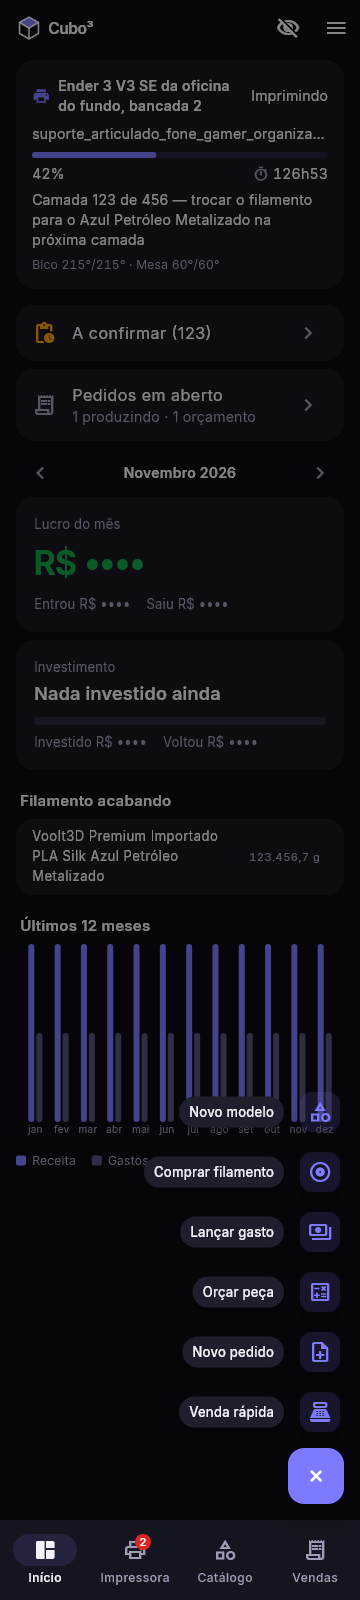 Cubo³
Ender 3 V3 SE da oficina
do fundo, bancada 2
Imprimindo
suporte_articulado_fone_gamer_organiza...
42%
126h53
Camada 123 de 456 — trocar o filamento
para o Azul Petróleo Metalizado na
próxima camada
Bico 215°/215° · Mesa 60°/60°
A confirmar (123)
Pedidos em aberto
1 produzindo · 1 orçamento
Novembro 2026
Lucro do mês
R$ ••••
Entrou R$ •••• Saiu R$ ••••
Investimento
Nada investido ainda
Investido R$ •••• Voltou R$ ••••
Filamento acabando
Voolt3D Premium Importado
PLA Silk Azul Petróleo
Metalizado
123.456,7 g
Últimos 12 meses
jan fev mar abr mai jun jul ago set out nov dez
Receita Gastos
Novo modelo
Comprar filamento
Lançar gasto
Orçar peça
Novo pedido
Venda rápida
2
Início Impressora Catálogo Vendas